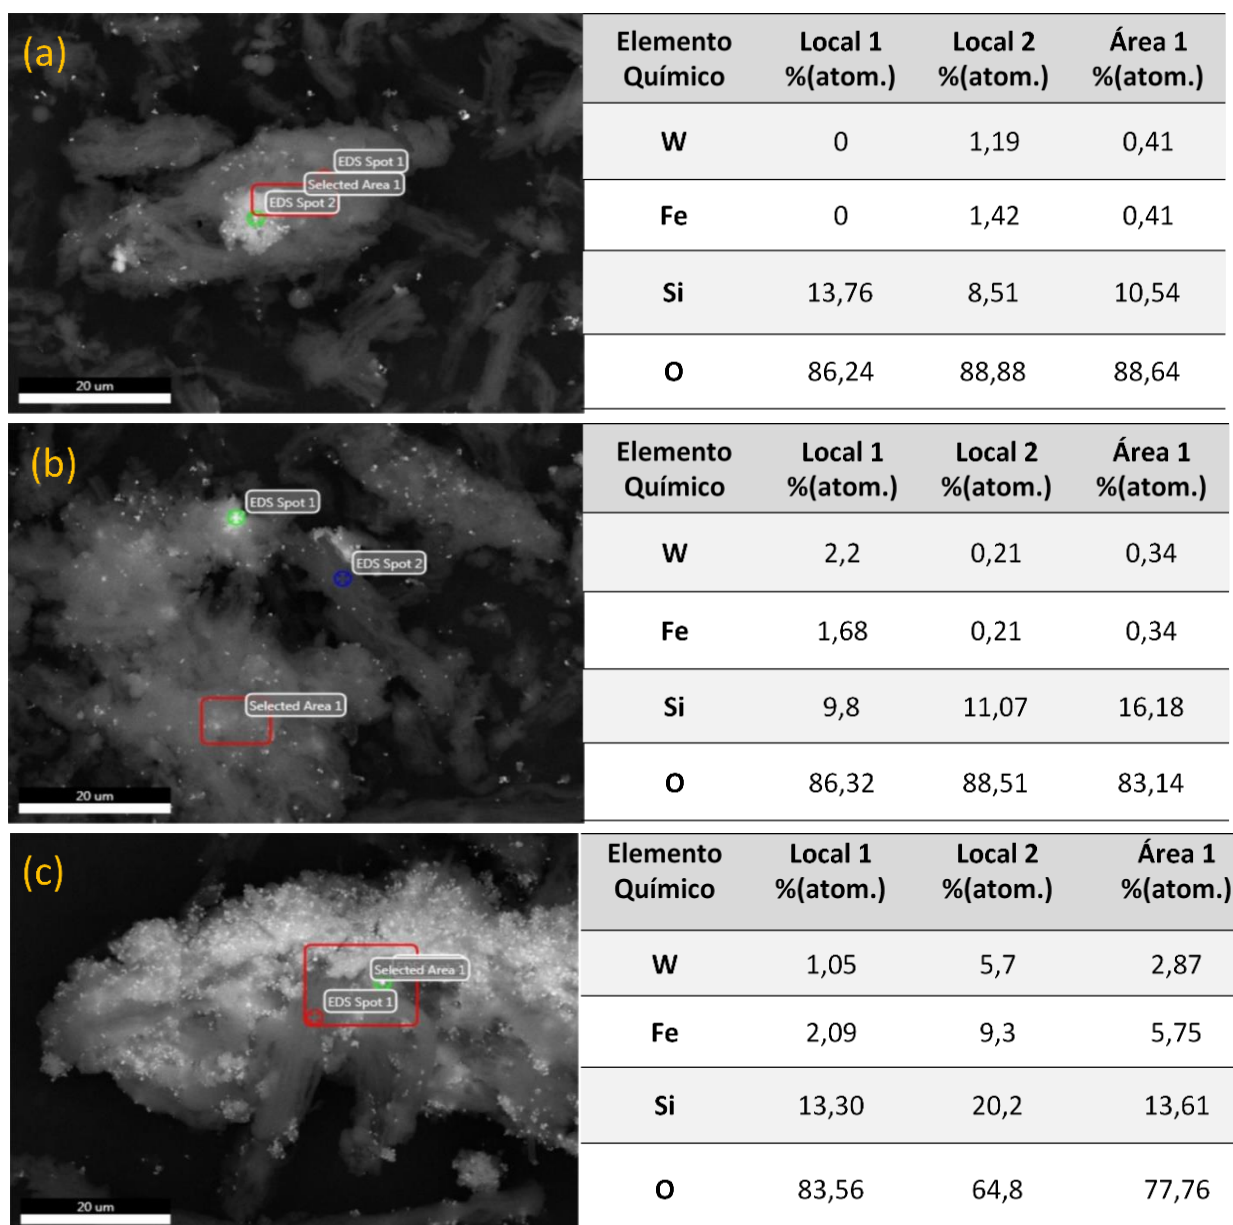 (a)
EDS Spot 1
Selected Area 1
EDS Spot 2
20 um
Elemento Químico Local 1 %(atom.) Local 2 %(atom.) Área 1 %(atom.)
W 0 1,19 0,41
Fe 0 1,42 0,41
Si 13,76 8,51 10,54
O 86,24 88,88 88,64
(b)
EDS Spot 1
EDS Spot 2
Selected Area 1
20 um
Elemento Químico Local 1 %(atom.) Local 2 %(atom.) Área 1 %(atom.)
W 2,2 0,21 0,34
Fe 1,68 0,21 0,34
Si 9,8 11,07 16,18
O 86,32 88,51 83,14
(c)
Selected Area 1
EDS Spot 1
20 um
Elemento Químico Local 1 %(atom.) Local 2 %(atom.) Área 1 %(atom.)
W 1,05 5,7 2,87
Fe 2,09 9,3 5,75
Si 13,30 20,2 13,61
O 83,56 64,8 77,76